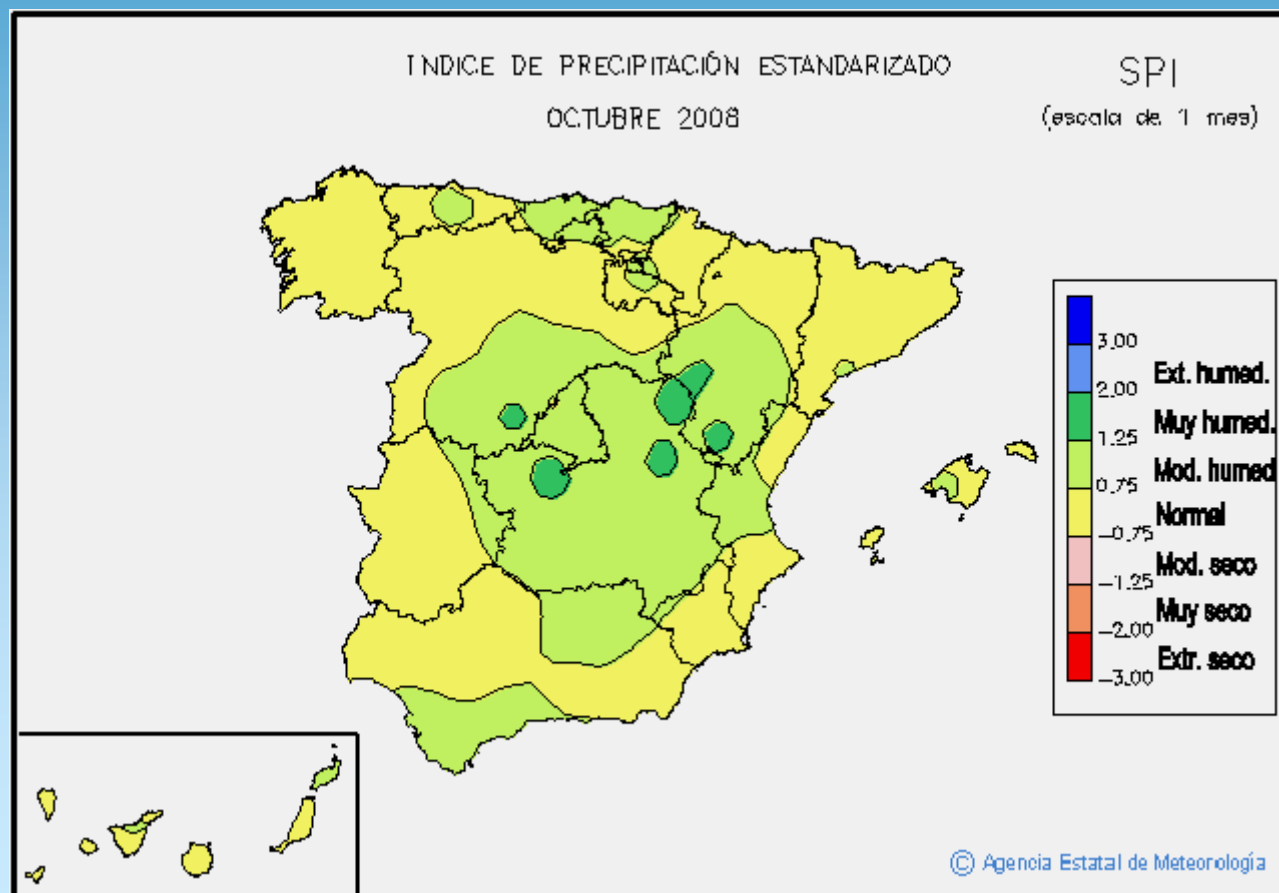 INDICE DE PRECIPITACIÓN ESTANDARIZADO
OCTUBRE 2008
SPI
(escala de 1 mes)
3,00
Ext. humed.
2,00
Muy humed.
1,25
Mod. humed
0,75
Normal
–0,75
Mod. seco
–1,25
Muy seco
–2,00
Extr. seco
–3,00
© Agencia Estatal de Meteorología